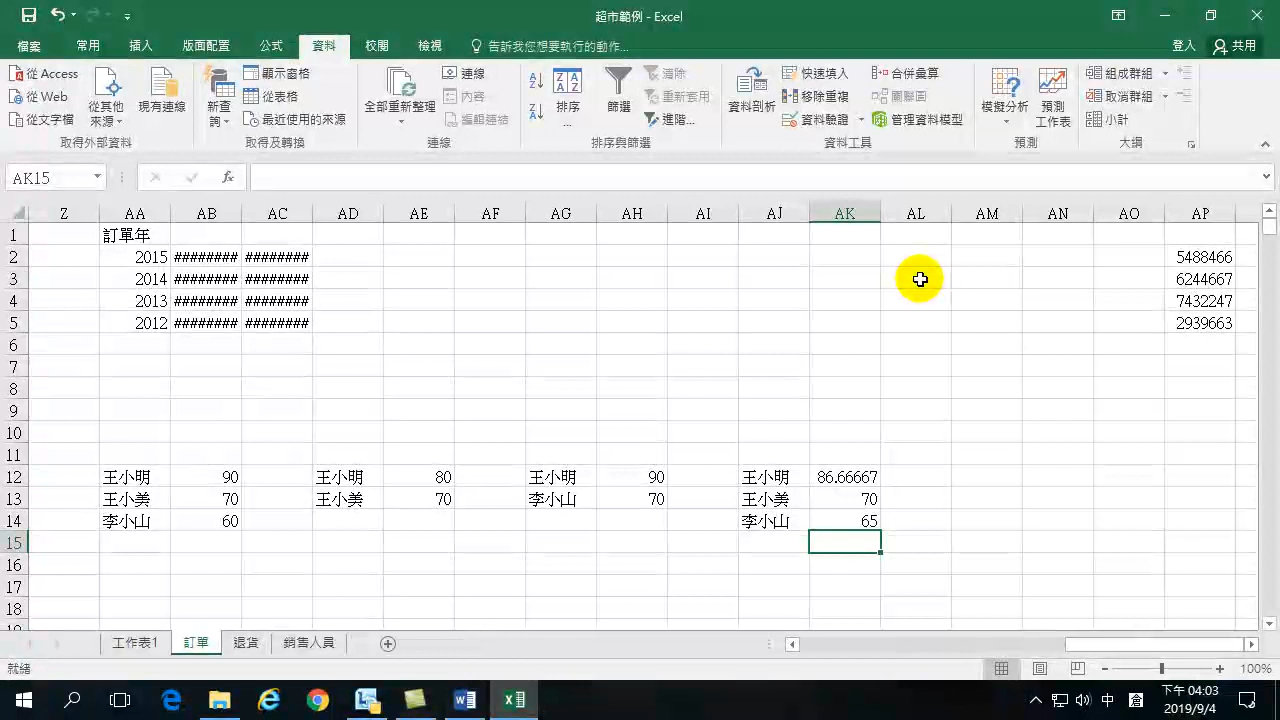 超市範例 - Excel
檔案 常用 插入 版面配置 公式 資料 校閱 檢視 告訴我您想要執行的動作... 登入 共用
從 Access 從其他來源 現有連線 新查詢 顯示窗格 全部重新整理 連線 排序... 篩選 清除 資料剖析 快速填入 合併彙算 模擬分析 預測工作表 組成群組
從 Web 從表格 內容 重新套用 移除重複 關聯圖 取消群組
從文字檔 最近使用的來源 編輯連結 進階... 資料驗證 管理資料模型 小計
取得外部資料 取得及轉換 連線 排序與篩選 資料工具 預測 大綱
AK15 fx
Z AA AB AC AD AE AF AG AH AI AJ AK AL AM AN AO AP
1 訂單年
2 2015 ######## ######## 5488466
3 2014 ######## ######## 6244667
4 2013 ######## ######## 7432247
5 2012 ######## ######## 2939663
6
7
8
9
10
11
12 王小明 90 王小明 80 王小明 90 王小明 86.66667
13 王小美 70 王小美 70 李小山 70 王小美 70
14 李小山 60 李小山 65
15
16
17
18
工作表1 訂單 退貨 銷售人員
就緒 100%
中 下午 04:
2019/9/4